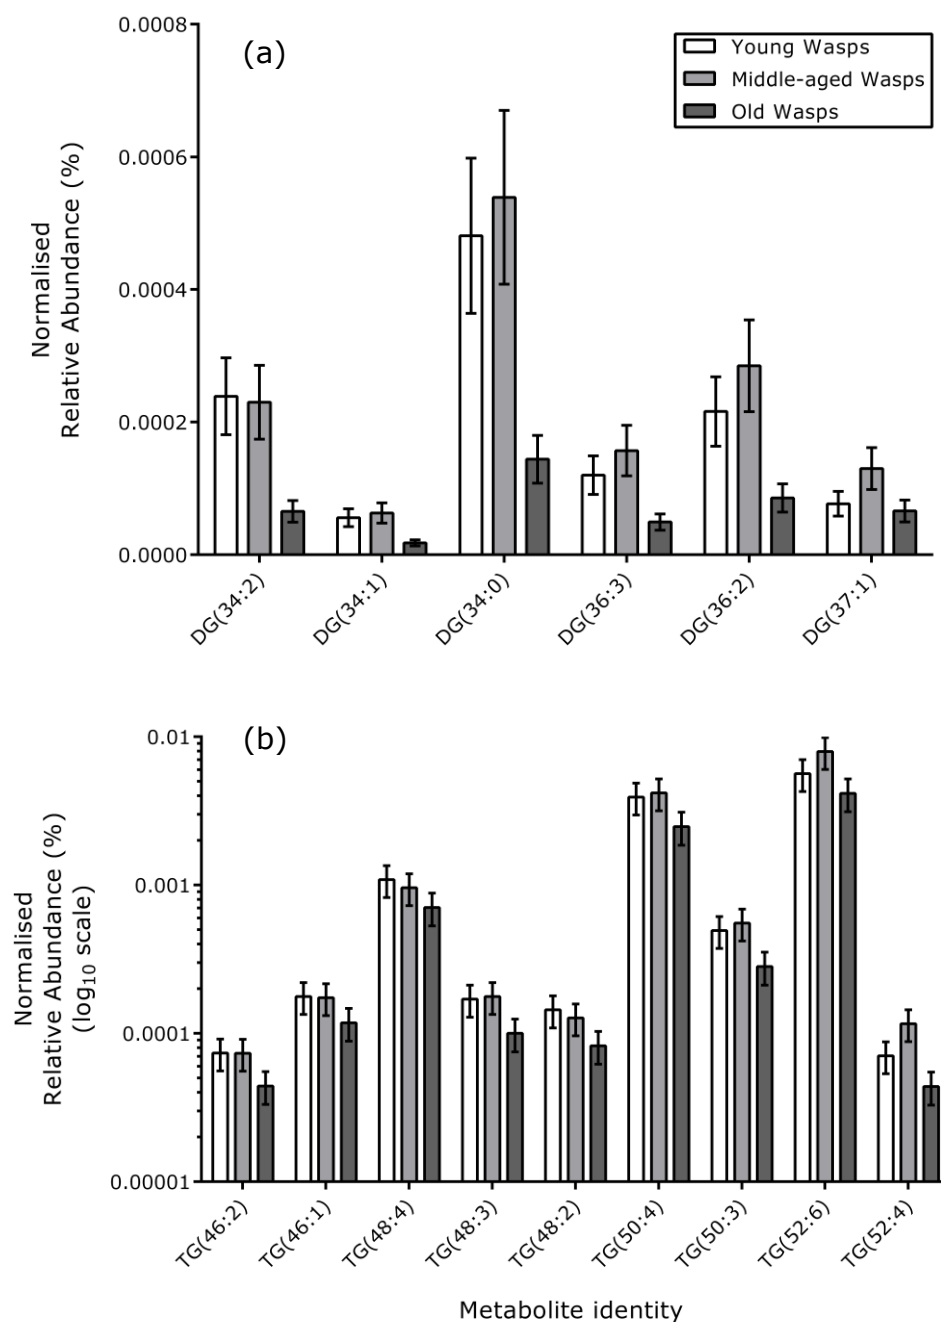 (a)
Young Wasps
Middle-aged Wasps
Old Wasps
Normalised
Relative Abundance (%)
0.0008
0.0006
0.0004
0.0002
0.0000
DG(34:2)
DG(34:1)
DG(34:0)
DG(36:3)
DG(36:2)
DG(37:1)
(b)
Normalised
Relative Abundance (%)
(log10 scale)
0.01
0.001
0.0001
0.00001
TG(46:2)
TG(46:1)
TG(48:4)
TG(48:3)
TG(48:2)
TG(50:4)
TG(50:3)
TG(52:6)
TG(52:4)
Metabolite identity